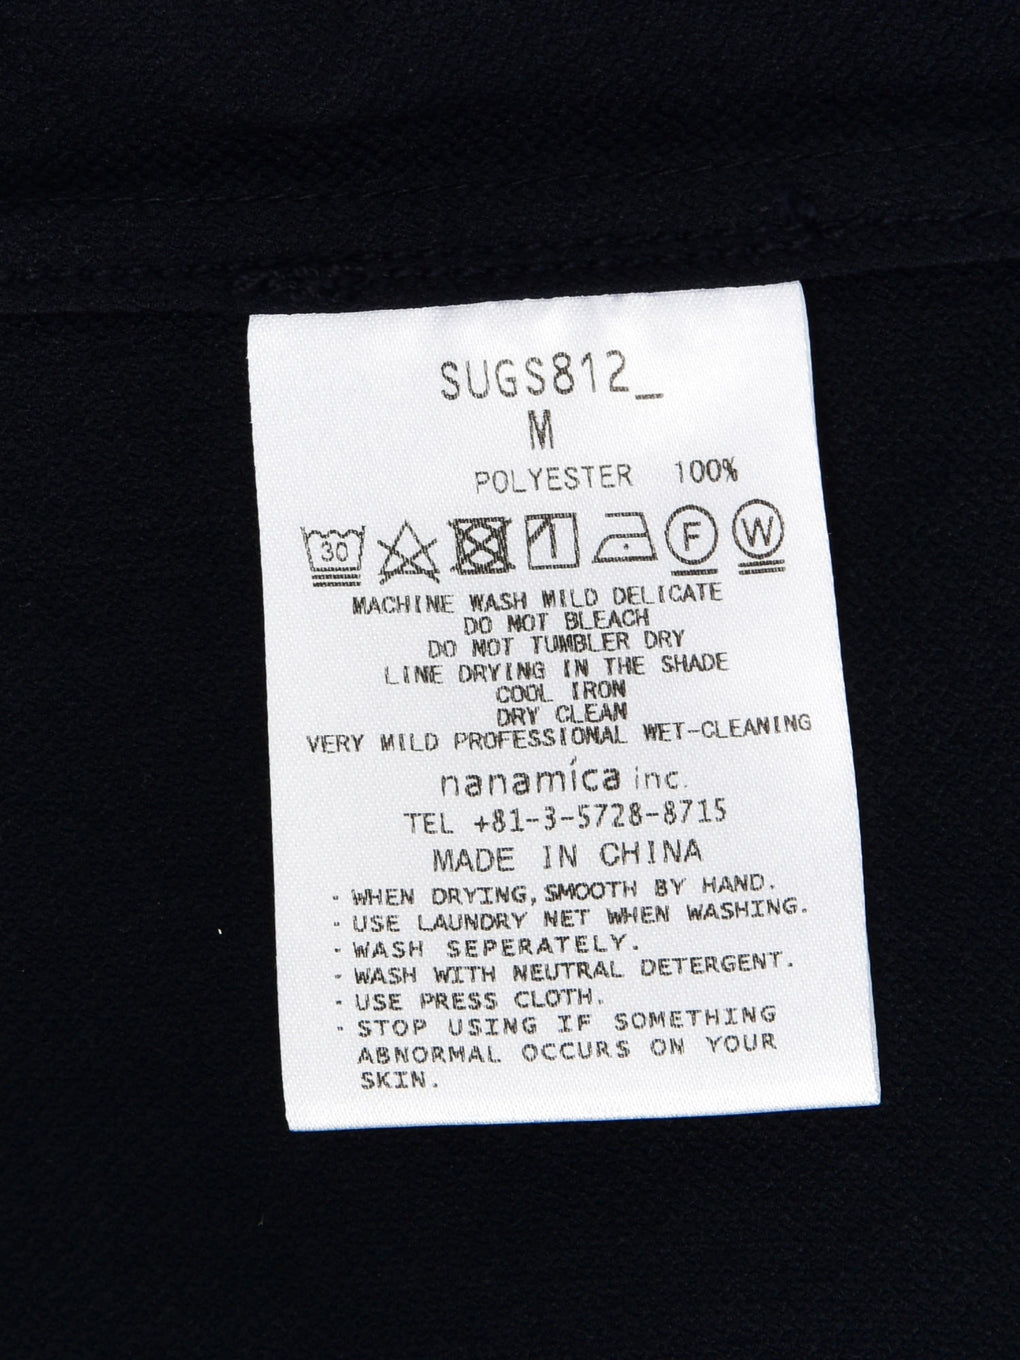 SUGS812_
M
POLYESTER 100%
30 F W
MACHINE WASH MILD DELICATE
DO NOT BLEACH
DO NOT TUMBLER DRY
LINE DRYING IN THE SHADE
COOL IRON
DRY CLEAN
VERY MILD PROFESSIONAL WET-CLEANING
nanamíca inc.
TEL +81-3-5728-8715
MADE IN CHINA
・WHEN DRYING,SMOOTH BY HAND.
・USE LAUNDRY NET WHEN WASHING.
・WASH SEPERATELY.
・WASH WITH NEUTRAL DETERGENT.
・USE PRESS CLOTH.
・STOP USING IF SOMETHING
ABNORMAL OCCURS ON YOUR
SKIN.